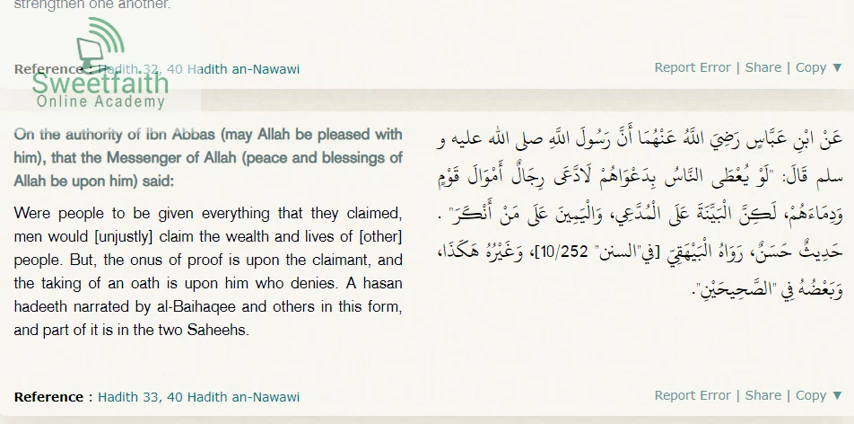 strengthen one another.
Reference : Hadith 32, 40 Hadith an-Nawawi
Report Error | Share | Copy ▼
Sweetfaith
Online Academy
On the authority of Ibn Abbas (may Allah be pleased with
him), that the Messenger of Allah (peace and blessings of
Allah be upon him) said:
Were people to be given everything that they claimed,
men would [unjustly] claim the wealth and lives of [other]
people. But, the onus of proof is upon the claimant, and
the taking of an oath is upon him who denies. A hasan
hadeeth narrated by al-Baihaqee and others in this form,
and part of it is in the two Saheehs.
عَنْ ابْنِ عَبَّاسٍ رَضِيَ اللَّهُ عَنْهُمَا أَنَّ رَسُولَ اللَّهِ صلى الله عليه و
سلم قَالَ: "لَوْ يُعْطَى النَّاسُ بِدَعْوَاهُمْ لَادَّعَى رِجَالٌ أَمْوَالَ قَوْمٍ
وَدِمَاءَهُمْ، لَكِنَّ الْبَيِّنَةَ عَلَى الْمُدَّعِي، وَالْيَمِينَ عَلَى مَنْ أَنْكَرَ" .
حَدِيثٌ حَسَنٌ، رَوَاهُ الْبَيْهَقِيّ [في"السنن" 10/252]، وَغَيْرُهُ هَكَذَا،
وَبَعْضُهُ فِي "الصَّحِيحَيْنِ".
Reference : Hadith 33, 40 Hadith an-Nawawi
Report Error | Share | Copy ▼